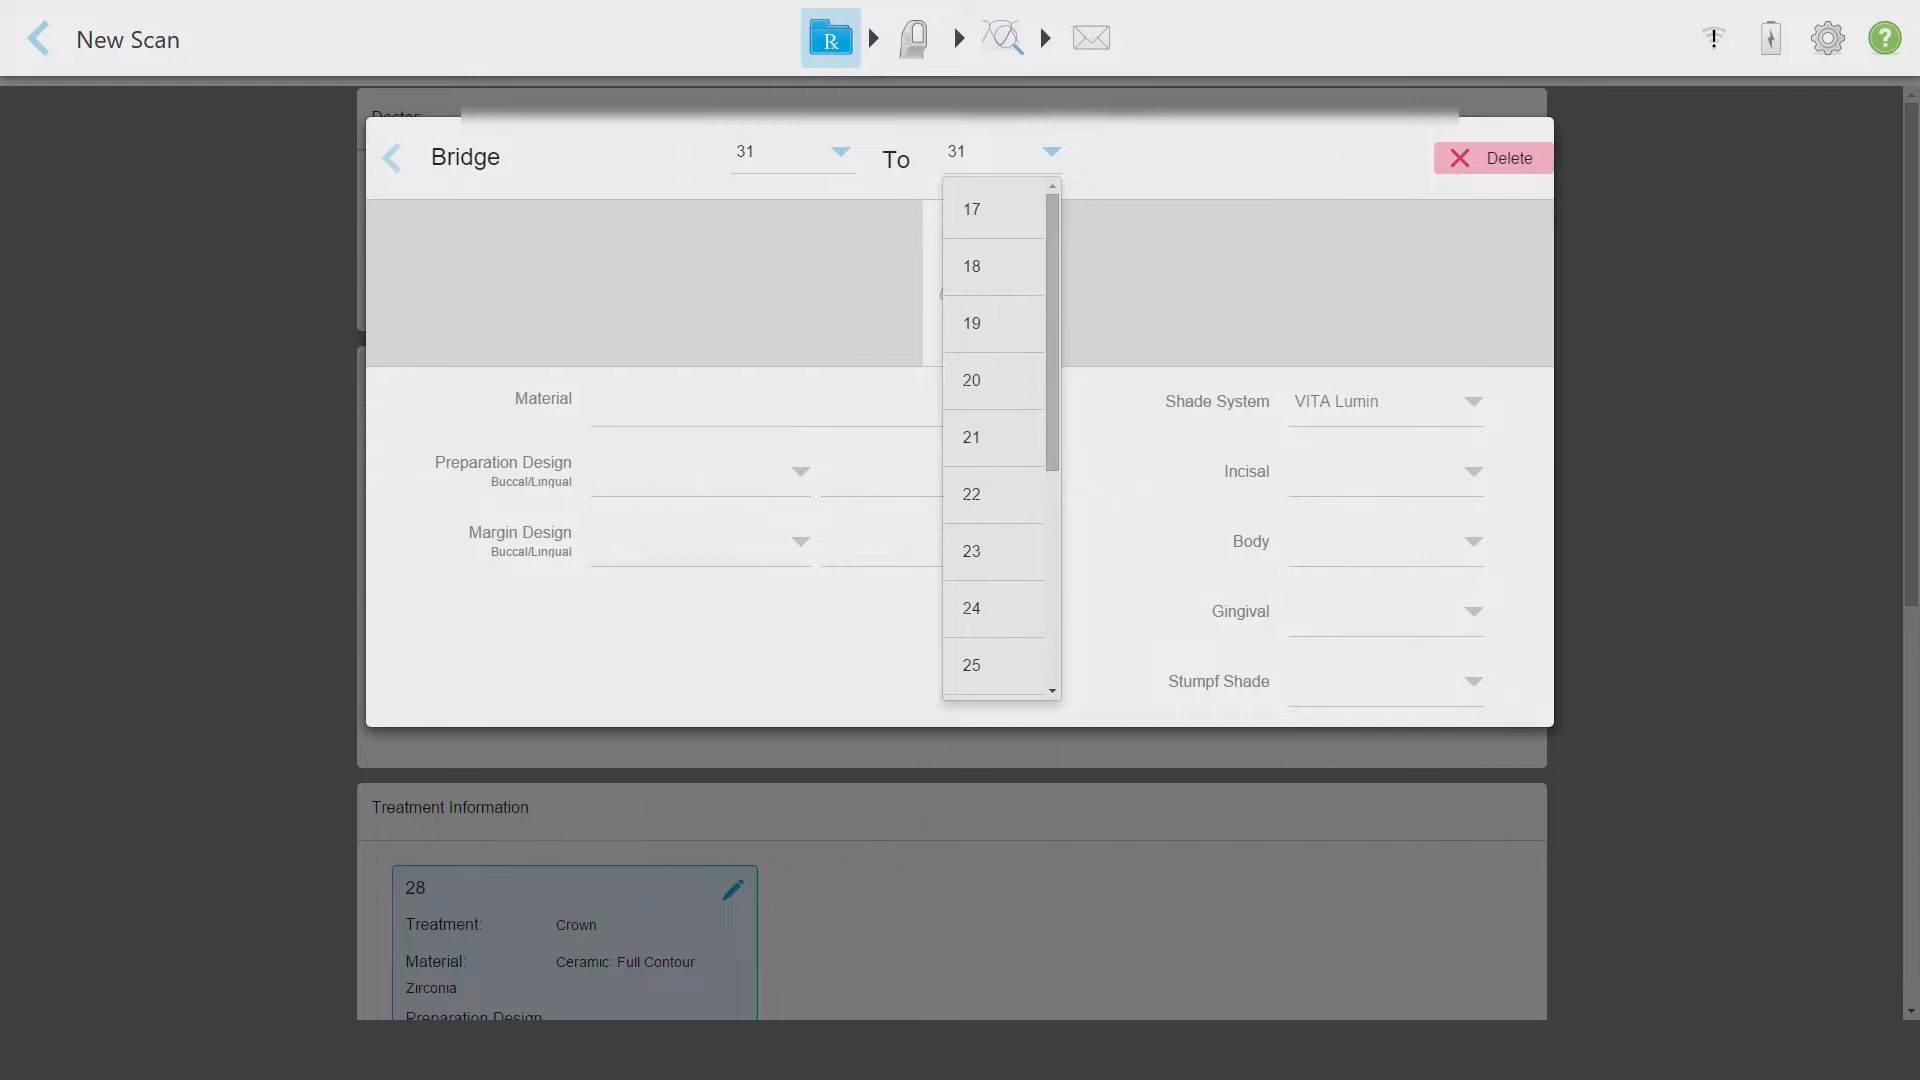 New Scan
R
?
Doctor:
Bridge
31
To
31
Delete
17
18
19
20
21
22
23
24
25
Material
Preparation Design
Buccal/Lingual
Margin Design
Buccal/Lingual
Shade System
VITA Lumin
Incisal
Body
Gingival
Stumpf Shade
Treatment Information
28
Treatment: Crown
Material: Ceramic: Full Contour
Zirconia
Preparation Design